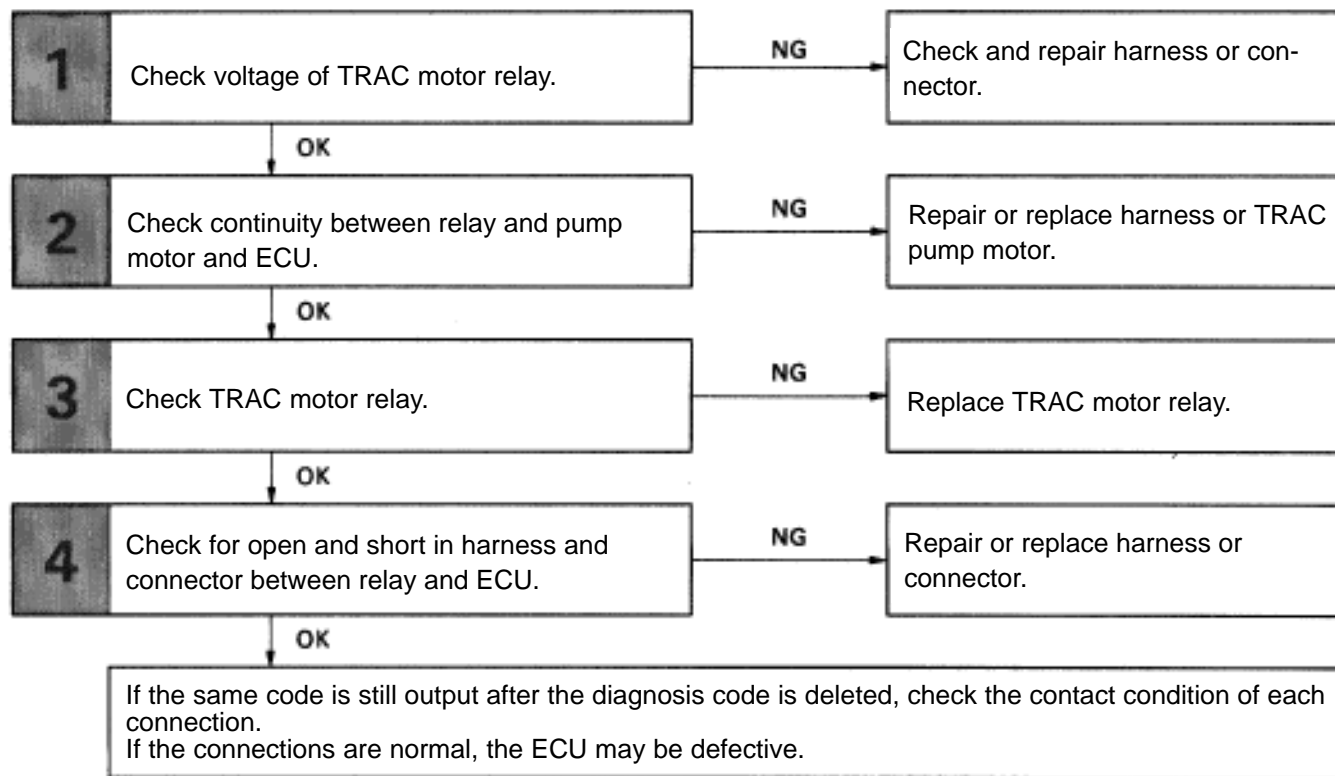 1
Check voltage of TRAC motor relay.
NG
Check and repair harness or con-
nector.
OK
2
Check continuity between relay and pump
motor and ECU.
NG
Repair or replace harness or TRAC
pump motor.
OK
3
Check TRAC motor relay.
NG
Replace TRAC motor relay.
OK
4
Check for open and short in harness and
connector between relay and ECU.
NG
Repair or replace harness or
connector.
OK
If the same code is still output after the diagnosis code is deleted, check the contact condition of each
connection.
If the connections are normal, the ECU may be defective.